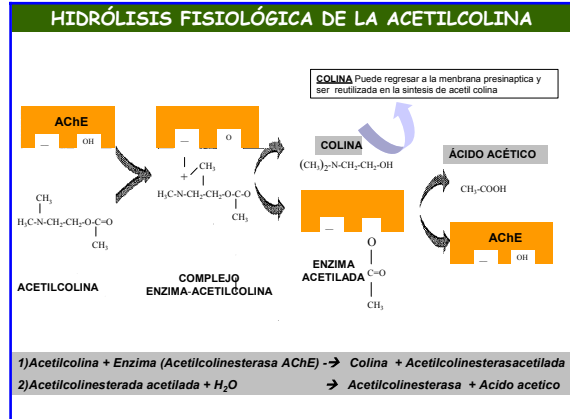 HIDRÓLISIS FISIOLÓGICA DE LA ACETILCOLINA
COLINA Puede regresar a la membrana presinaptica y
ser reutilizada en la sintesis de acetil colina
AChE
_
OH
CH3
H3C-N-CH2-CH2-O-C=O
CH3
ACETILCOLINA
_
O
+
CH3
H3C-N-CH2-CH2-O-C-O
CH3
COMPLEJO
ENZIMA-ACETILCOLINA
COLINA
(CH3)2-N-CH2-CH2-OH
_
O
C=O
CH3
ENZIMA
ACETILADA
ÁCIDO ACÉTICO
CH3-COOH
AChE
_
OH
1)Acetilcolina + Enzima (Acetilcolinesterasa AChE) -→ Colina + Acetilcolinesterasacetilada
2)Acetilcolinesterada acetilada + H2O → Acetilcolinesterasa + Acido acetico